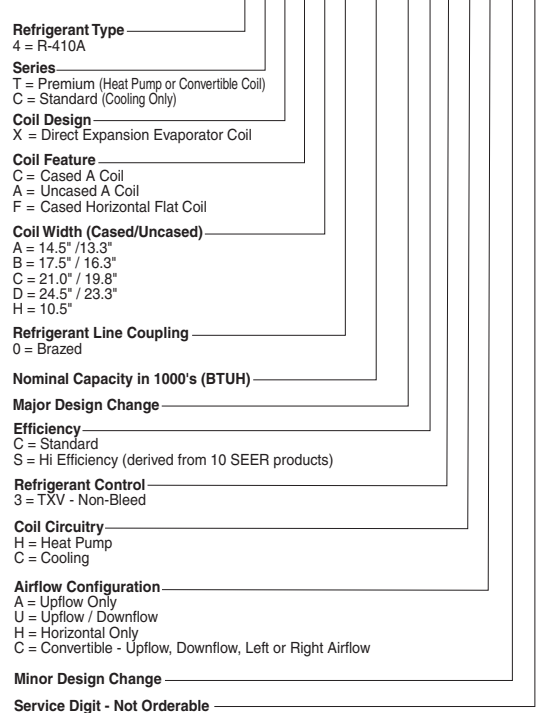 Refrigerant Type
4 = R-410A
Series
T = Premium (Heat Pump or Convertible Coil)
C = Standard (Cooling Only)
Coil Design
X = Direct Expansion Evaporator Coil
Coil Feature
C = Cased A Coil
A = Uncased A Coil
F = Cased Horizontal Flat Coil
Coil Width (Cased/Uncased)
A = 14.5" /13.3"
B = 17.5" / 16.3"
C = 21.0" / 19.8"
D = 24.5" / 23.3"
H = 10.5"
Refrigerant Line Coupling
0 = Brazed
Nominal Capacity in 1000's (BTUH)
Major Design Change
Efficiency
C = Standard
S = Hi Efficiency (derived from 10 SEER products)
Refrigerant Control
3 = TXV - Non-Bleed
Coil Circuitry
H = Heat Pump
C = Cooling
Airflow Configuration
A = Upflow Only
U = Upflow / Downflow
H = Horizontal Only
C = Convertible - Upflow, Downflow, Left or Right Airflow
Minor Design Change
Service Digit - Not Orderable